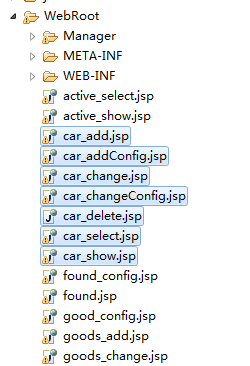 WebRoot
Manager
META-INF
WEB-INF
active_select.jsp
active_show.jsp
car_add.jsp
car_addConfig.jsp
car_change.jsp
car_changeConfig.jsp
car_delete.jsp
car_select.jsp
car_show.jsp
found_config.jsp
found.jsp
good_config.jsp
goods_add.jsp
goods_change.jsp